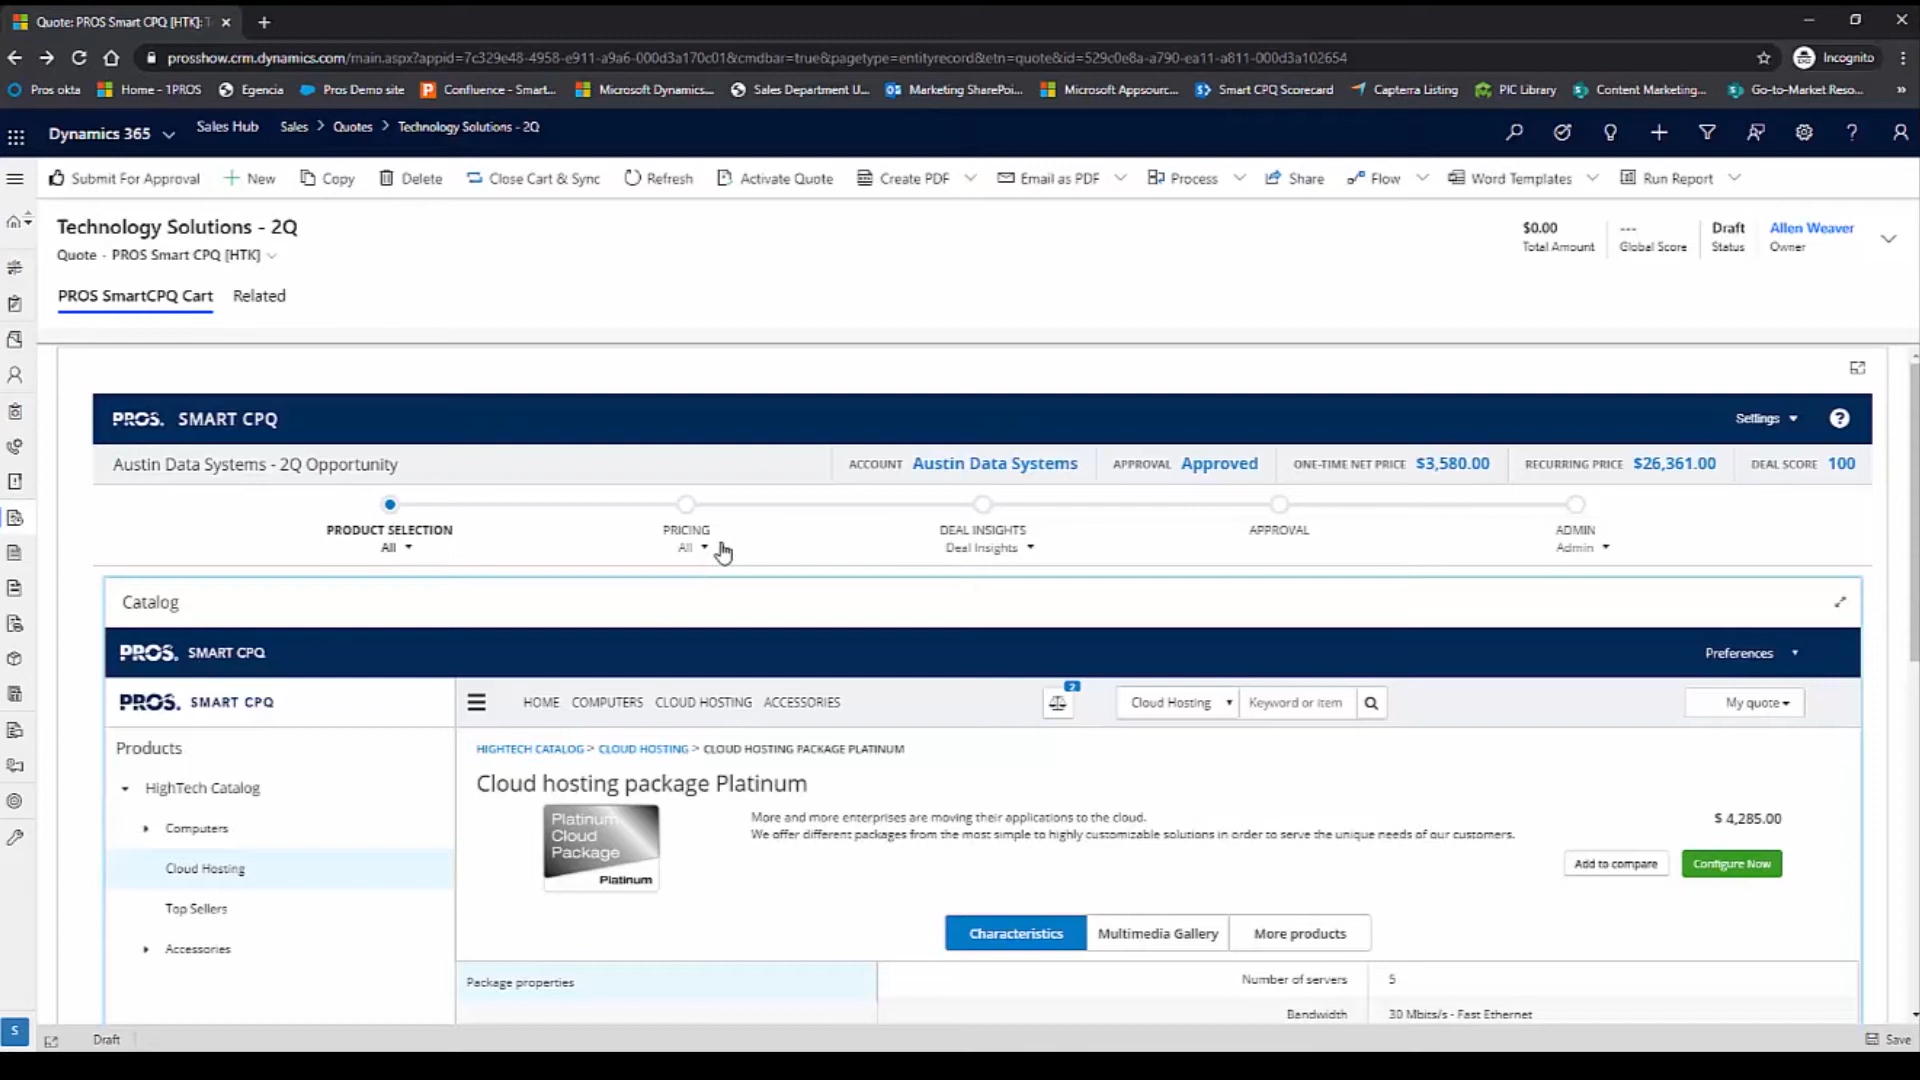 Quote: PROS Smart CPQ [HTK]: T
prosshow.crm.dynamics.com/main.aspx?appid=7c329e48-4958-e911-a9a6-000d3a170c01&cmdbar=true&pagetype=entityrecord&etn=quote&id=529c0e8a-a790-ea11-a811-000d3a102654
Incognito
Pros okta Home - 1PROS Egencia Pros Demo site Confluence - Smart... Microsoft Dynamics... Sales Department U... Marketing SharePoi... Microsoft Appsourc... Smart CPQ Scorecard Capterra Listing PIC Library Content Marketing... Go-to-Market Reso... »
Dynamics 365 Sales Hub Sales > Quotes > Technology Solutions - 2Q
Submit For Approval New Copy Delete Close Cart & Sync Refresh Activate Quote Create PDF Email as PDF Process Share Flow Word Templates Run Report
Technology Solutions - 2Q
Quote - PROS Smart CPQ [HTK]
$0.00 --- Draft Allen Weaver
Total Amount Global Score Status Owner
PROS SmartCPQ Cart Related
PROS. SMART CPQ Settings ?
Austin Data Systems - 2Q Opportunity ACCOUNT Austin Data Systems APPROVAL Approved ONE-TIME NET PRICE $3,580.00 RECURRING PRICE $26,361.00 DEAL SCORE 100
PRODUCT SELECTION PRICING DEAL INSIGHTS APPROVAL ADMIN
All All Deal Insights Admin
Catalog
PROS. SMART CPQ Preferences
PROS. SMART CPQ HOME COMPUTERS CLOUD HOSTING ACCESSORIES 2 Cloud Hosting Keyword or item My quote
Products
HighTech Catalog
Computers
Cloud Hosting
Top Sellers
Accessories
HIGHTECH CATALOG > CLOUD HOSTING > CLOUD HOSTING PACKAGE PLATINUM
Cloud hosting package Platinum
Platinum
Cloud
Package
Platinum
More and more enterprises are moving their applications to the cloud.
We offer different packages from the most simple to highly customizable solutions in order to serve the unique needs of our customers.
$ 4,285.00
Add to compare Configure Now
Characteristics Multimedia Gallery More products
Package properties Number of servers 5
Bandwidth 30 Mbits/s - Fast Ethernet
S Draft Save